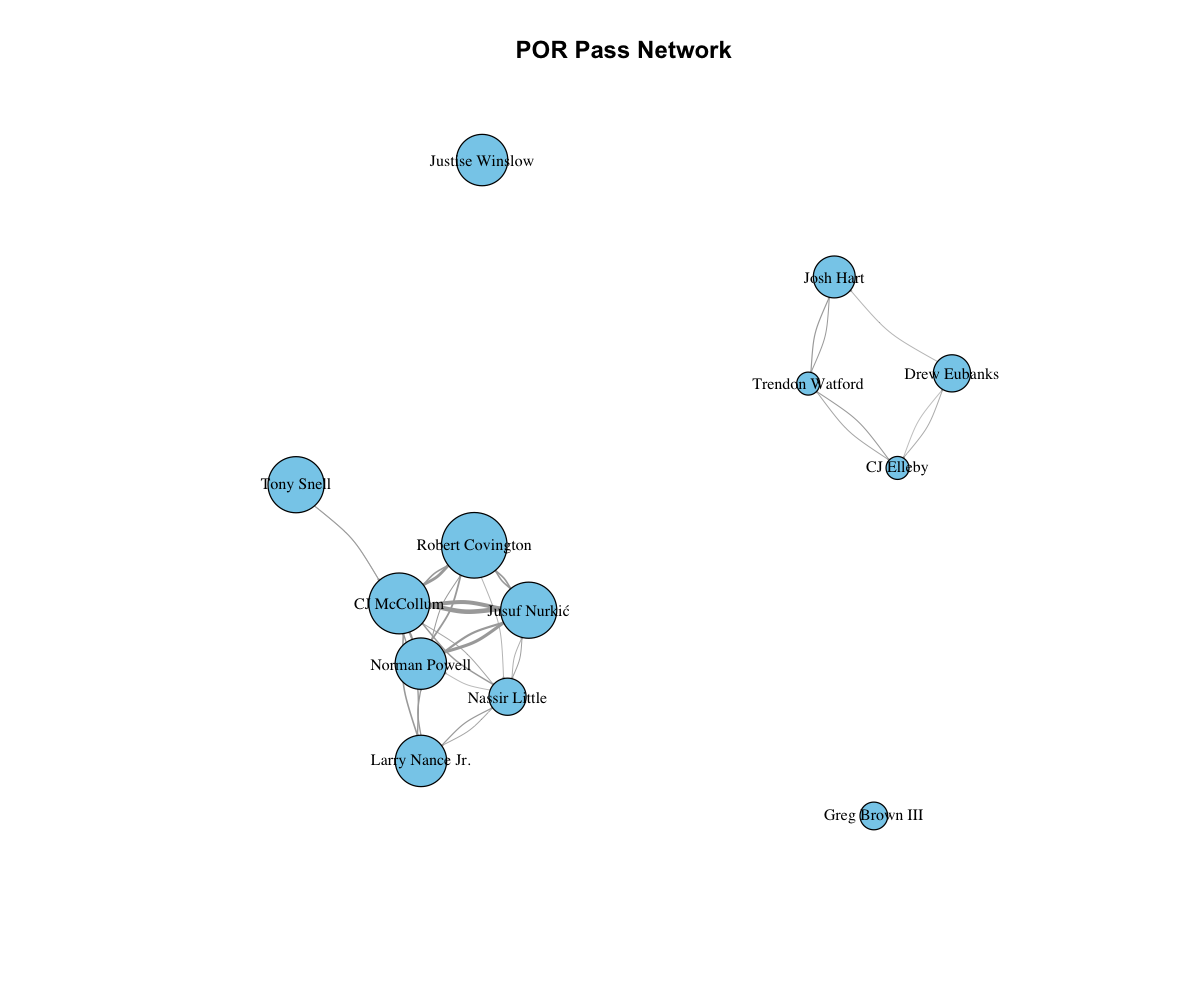 POR Pass Network
Justise Winslow
Josh Hart
Drew Eubanks
Trendon Watford
CJ Elleby
Tony Snell
Robert Covington
CJ McCollum
Jusuf Nurkić
Norman Powell
Nassir Little
Larry Nance Jr.
Greg Brown III